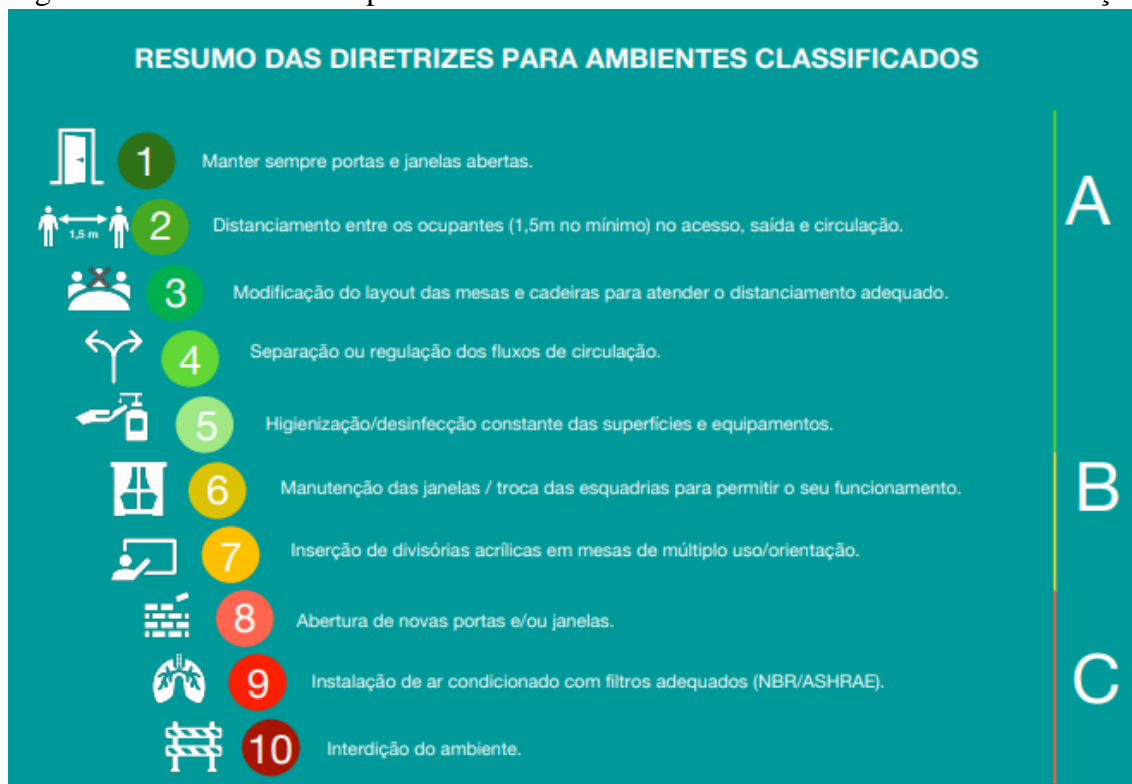 RESUMO DAS DIRETRIZES PARA AMBIENTES CLASSIFICADOS
1 Manter sempre portas e janelas abertas.
A
1,5 m 2 Distanciamento entre os ocupantes (1,5m no mínimo) no acesso, saída e circulação.
3 Modificação do layout das mesas e cadeiras para atender o distanciamento adequado.
4 Separação ou regulação dos fluxos de circulação.
5 Higienização/desinfecção constante das superfícies e equipamentos.
B
6 Manutenção das janelas / troca das esquadrias para permitir o seu funcionamento.
7 Inserção de divisórias acrílicas em mesas de múltiplo uso/orientação.
8 Abertura de novas portas e/ou janelas.
C
9 Instalação de ar condicionado com filtros adequados (NBR/ASHRAE).
10 Interdição do ambiente.